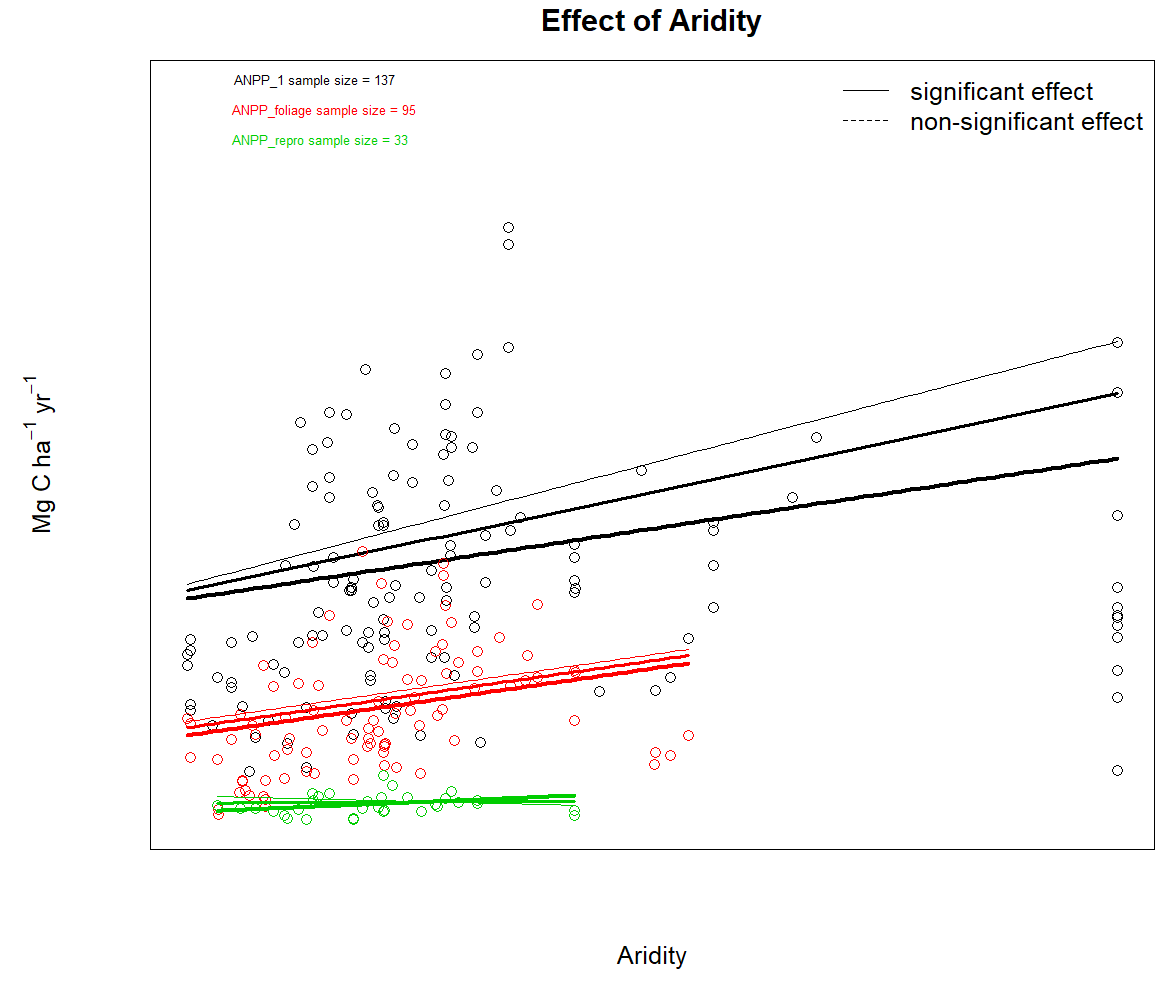 Effect of Aridity
ANPP_1 sample size = 137
ANPP_foliage sample size = 95
ANPP_repro sample size = 33
significant effect
non-significant effect
Mg C ha⁻¹ yr⁻¹
Aridity